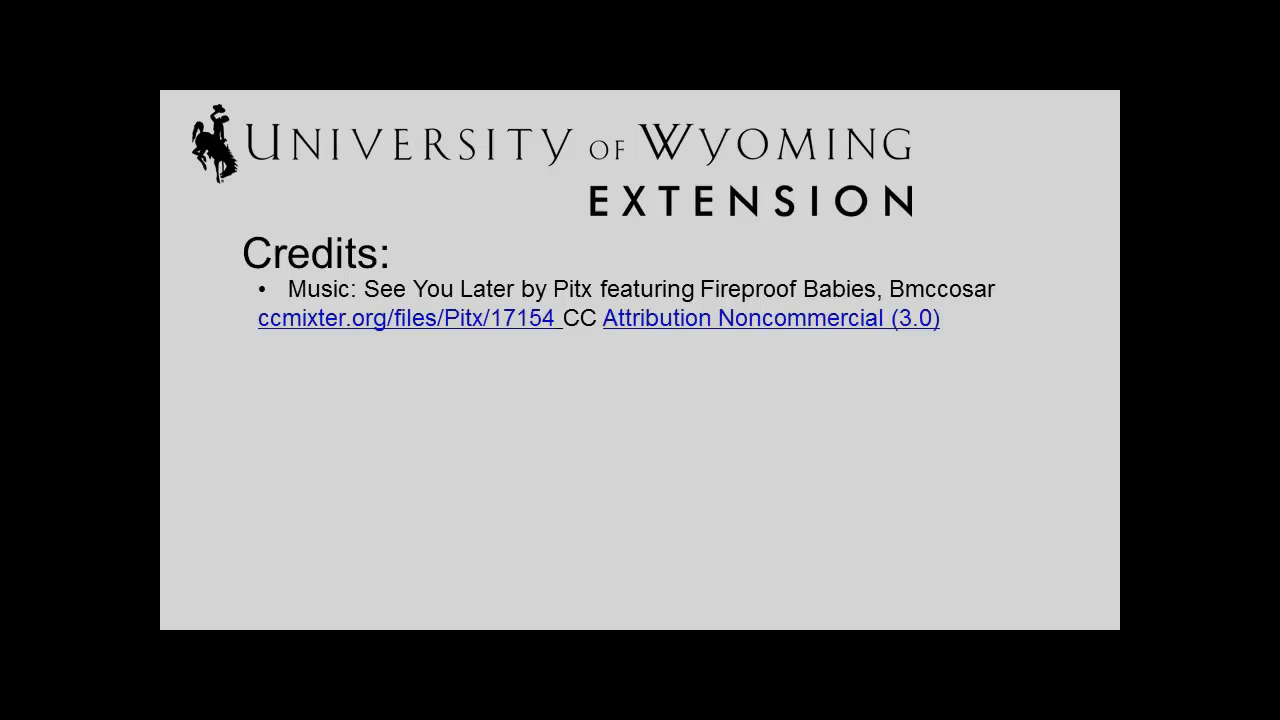 UNIVERSITY OF WYOMING
EXTENSION
Credits:
• Music: See You Later by Pitx featuring Fireproof Babies, Bmccosar
ccmixter.org/files/Pitx/17154 CC Attribution Noncommercial (3.0)